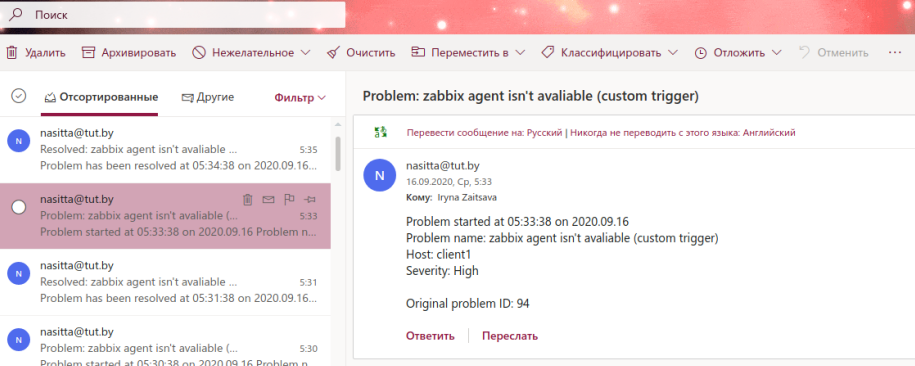 Поиск
Удалить Архивировать Нежелательное Очистить Переместить в Классифицировать Отложить Отменить ...
Отсортированные Другие Фильтр
N
nasitta@tut.by
Resolved: zabbix agent isn't avaliable ... 5:35
Problem has been resolved at 05:34:38 on 2020.09.16...
nasitta@tut.by
Problem: zabbix agent isn't avaliable (... 5:33
Problem started at 05:33:38 on 2020.09.16 Problem n...
N
nasitta@tut.by
Resolved: zabbix agent isn't avaliable ... 5:31
Problem has been resolved at 05:31:38 on 2020.09.16...
N
nasitta@tut.by
Problem: zabbix agent isn't avaliable (... 5:30
Problem started at 05:30:38 on 2020.09.16 Problem n...
Problem: zabbix agent isn't avaliable (custom trigger)
Перевести сообщение на: Русский | Никогда не переводить с этого языка: Английский
N
nasitta@tut.by
16.09.2020, Ср, 5:33
Кому: Iryna Zaitsava
Problem started at 05:33:38 on 2020.09.16
Problem name: zabbix agent isn't avaliable (custom trigger)
Host: client1
Severity: High
Original problem ID: 94
Ответить Переслать